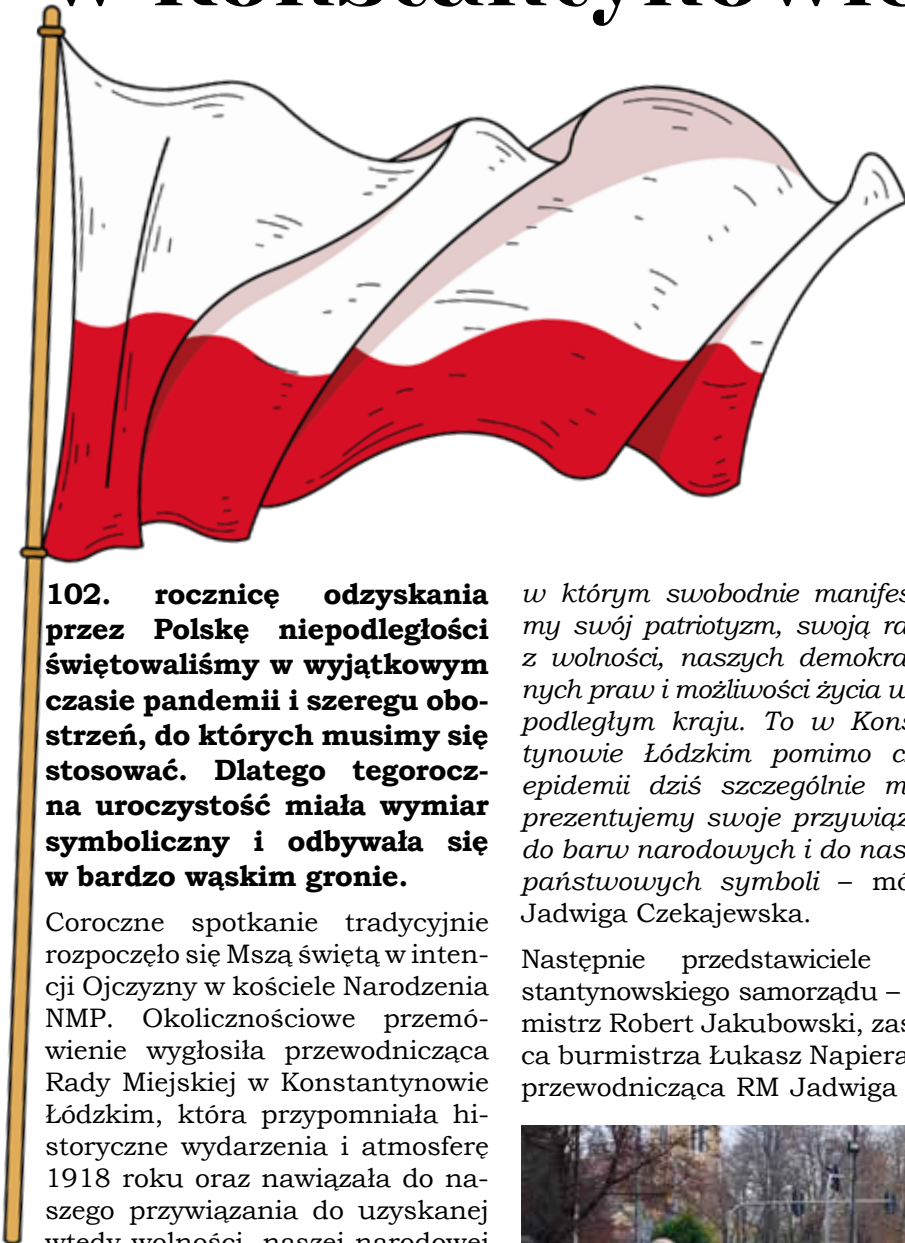 w Konstantynowie
102. rocznicę odzyskania
przez Polskę niepodległości
świętowaliśmy w wyjątkowym
czasie pandemii i szeregu obo-
strzeń, do których musimy się
stosować. Dlatego tegorocz-
na uroczystość miała wymiar
symboliczny i odbywała się
w bardzo wąskim gronie.
Coroczne spotkanie tradycyjnie
rozpoczęło się Mszą świętą w inten-
cji Ojczyzny w kościele Narodzenia
NMP. Okolicznościowe przemó-
wienie wygłosiła przewodnicząca
Rady Miejskiej w Konstantynowie
Łódzkim, która przypomniała hi-
storyczne wydarzenia i atmosferę
1918 roku oraz nawiązała do na-
szego przywiązania do uzyskanej
wtedy wolności, naszej narodowej
w którym swobodnie manifes
my swój patriotyzm, swoją ra
z wolności, naszych demokra
nych praw i możliwości życia w
podległym kraju. To w Kons
tynowie Łódzkim pomimo c
epidemii dziś szczególnie m
prezentujemy swoje przywiąz
do barw narodowych i do nas
państwowych symboli – mó
Jadwiga Czekajewska.
Następnie przedstawiciele
stantynowskiego samorządu –
mistrz Robert Jakubowski, zas
ca burmistrza Łukasz Napiera
przewodnicząca RM Jadwiga